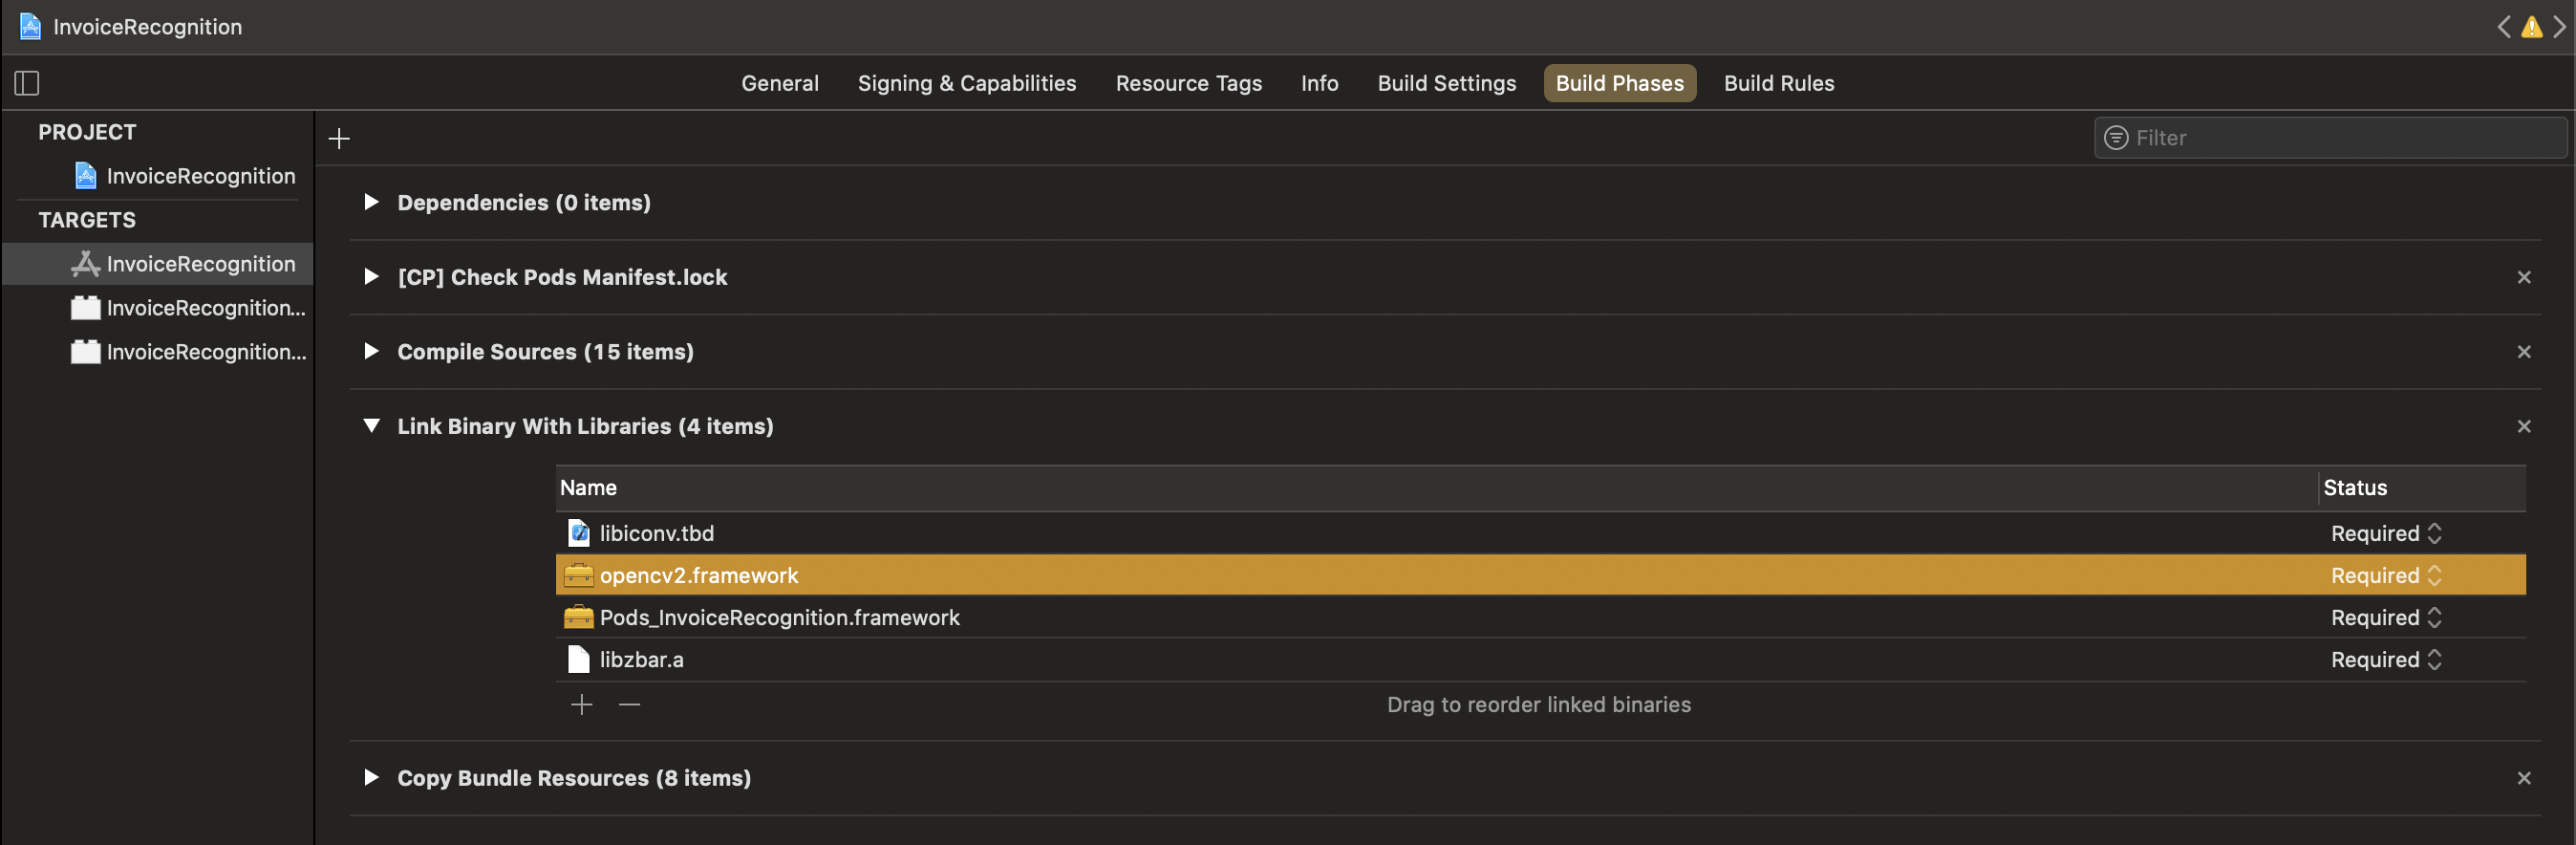 InvoiceRecognition
General Signing & Capabilities Resource Tags Info Build Settings Build Phases Build Rules
PROJECT
InvoiceRecognition
TARGETS
InvoiceRecognition
InvoiceRecognition...
InvoiceRecognition...
Filter
Dependencies (0 items)
[CP] Check Pods Manifest.lock
Compile Sources (15 items)
Link Binary With Libraries (4 items)
Name Status
libiconv.tbd Required
opencv2.framework Required
Pods_InvoiceRecognition.framework Required
libzbar.a Required
Drag to reorder linked binaries
Copy Bundle Resources (8 items)